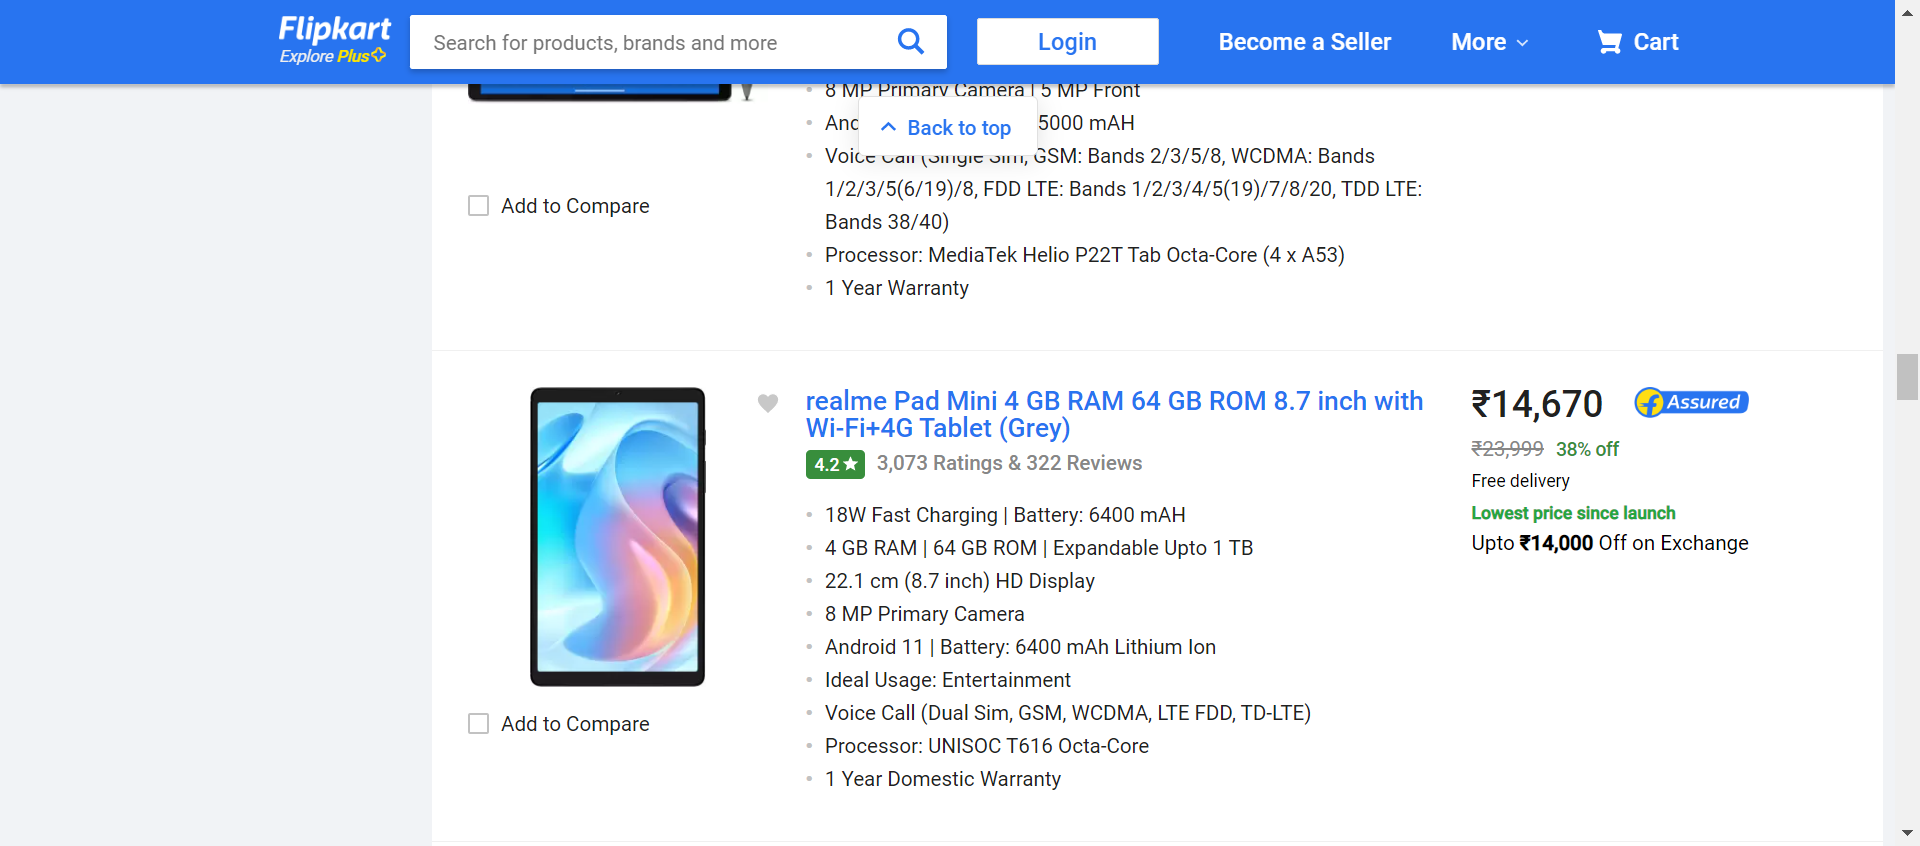 Flipkart
Explore Plus
Search for products, brands and more
Login
Become a Seller
More
Cart
8 MP Primary Camera | 5 MP Front
5000 mAH
Back to top
Voice Call (Single Sim, GSM: Bands 2/3/5/8, WCDMA: Bands
1/2/3/5(6/19)/8, FDD LTE: Bands 1/2/3/4/5(19)/7/8/20, TDD LTE:
Bands 38/40)
Processor: MediaTek Helio P22T Tab Octa-Core (4 x A53)
1 Year Warranty
Add to Compare
realme Pad Mini 4 GB RAM 64 GB ROM 8.7 inch with
Wi-Fi+4G Tablet (Grey)
4.2 ★ 3,073 Ratings & 322 Reviews
18W Fast Charging | Battery: 6400 mAH
4 GB RAM | 64 GB ROM | Expandable Upto 1 TB
22.1 cm (8.7 inch) HD Display
8 MP Primary Camera
Android 11 | Battery: 6400 mAh Lithium Ion
Ideal Usage: Entertainment
Voice Call (Dual Sim, GSM, WCDMA, LTE FDD, TD-LTE)
Processor: UNISOC T616 Octa-Core
1 Year Domestic Warranty
Add to Compare
₹14,670
Assured
₹23,999 38% off
Free delivery
Lowest price since launch
Upto ₹14,000 Off on Exchange